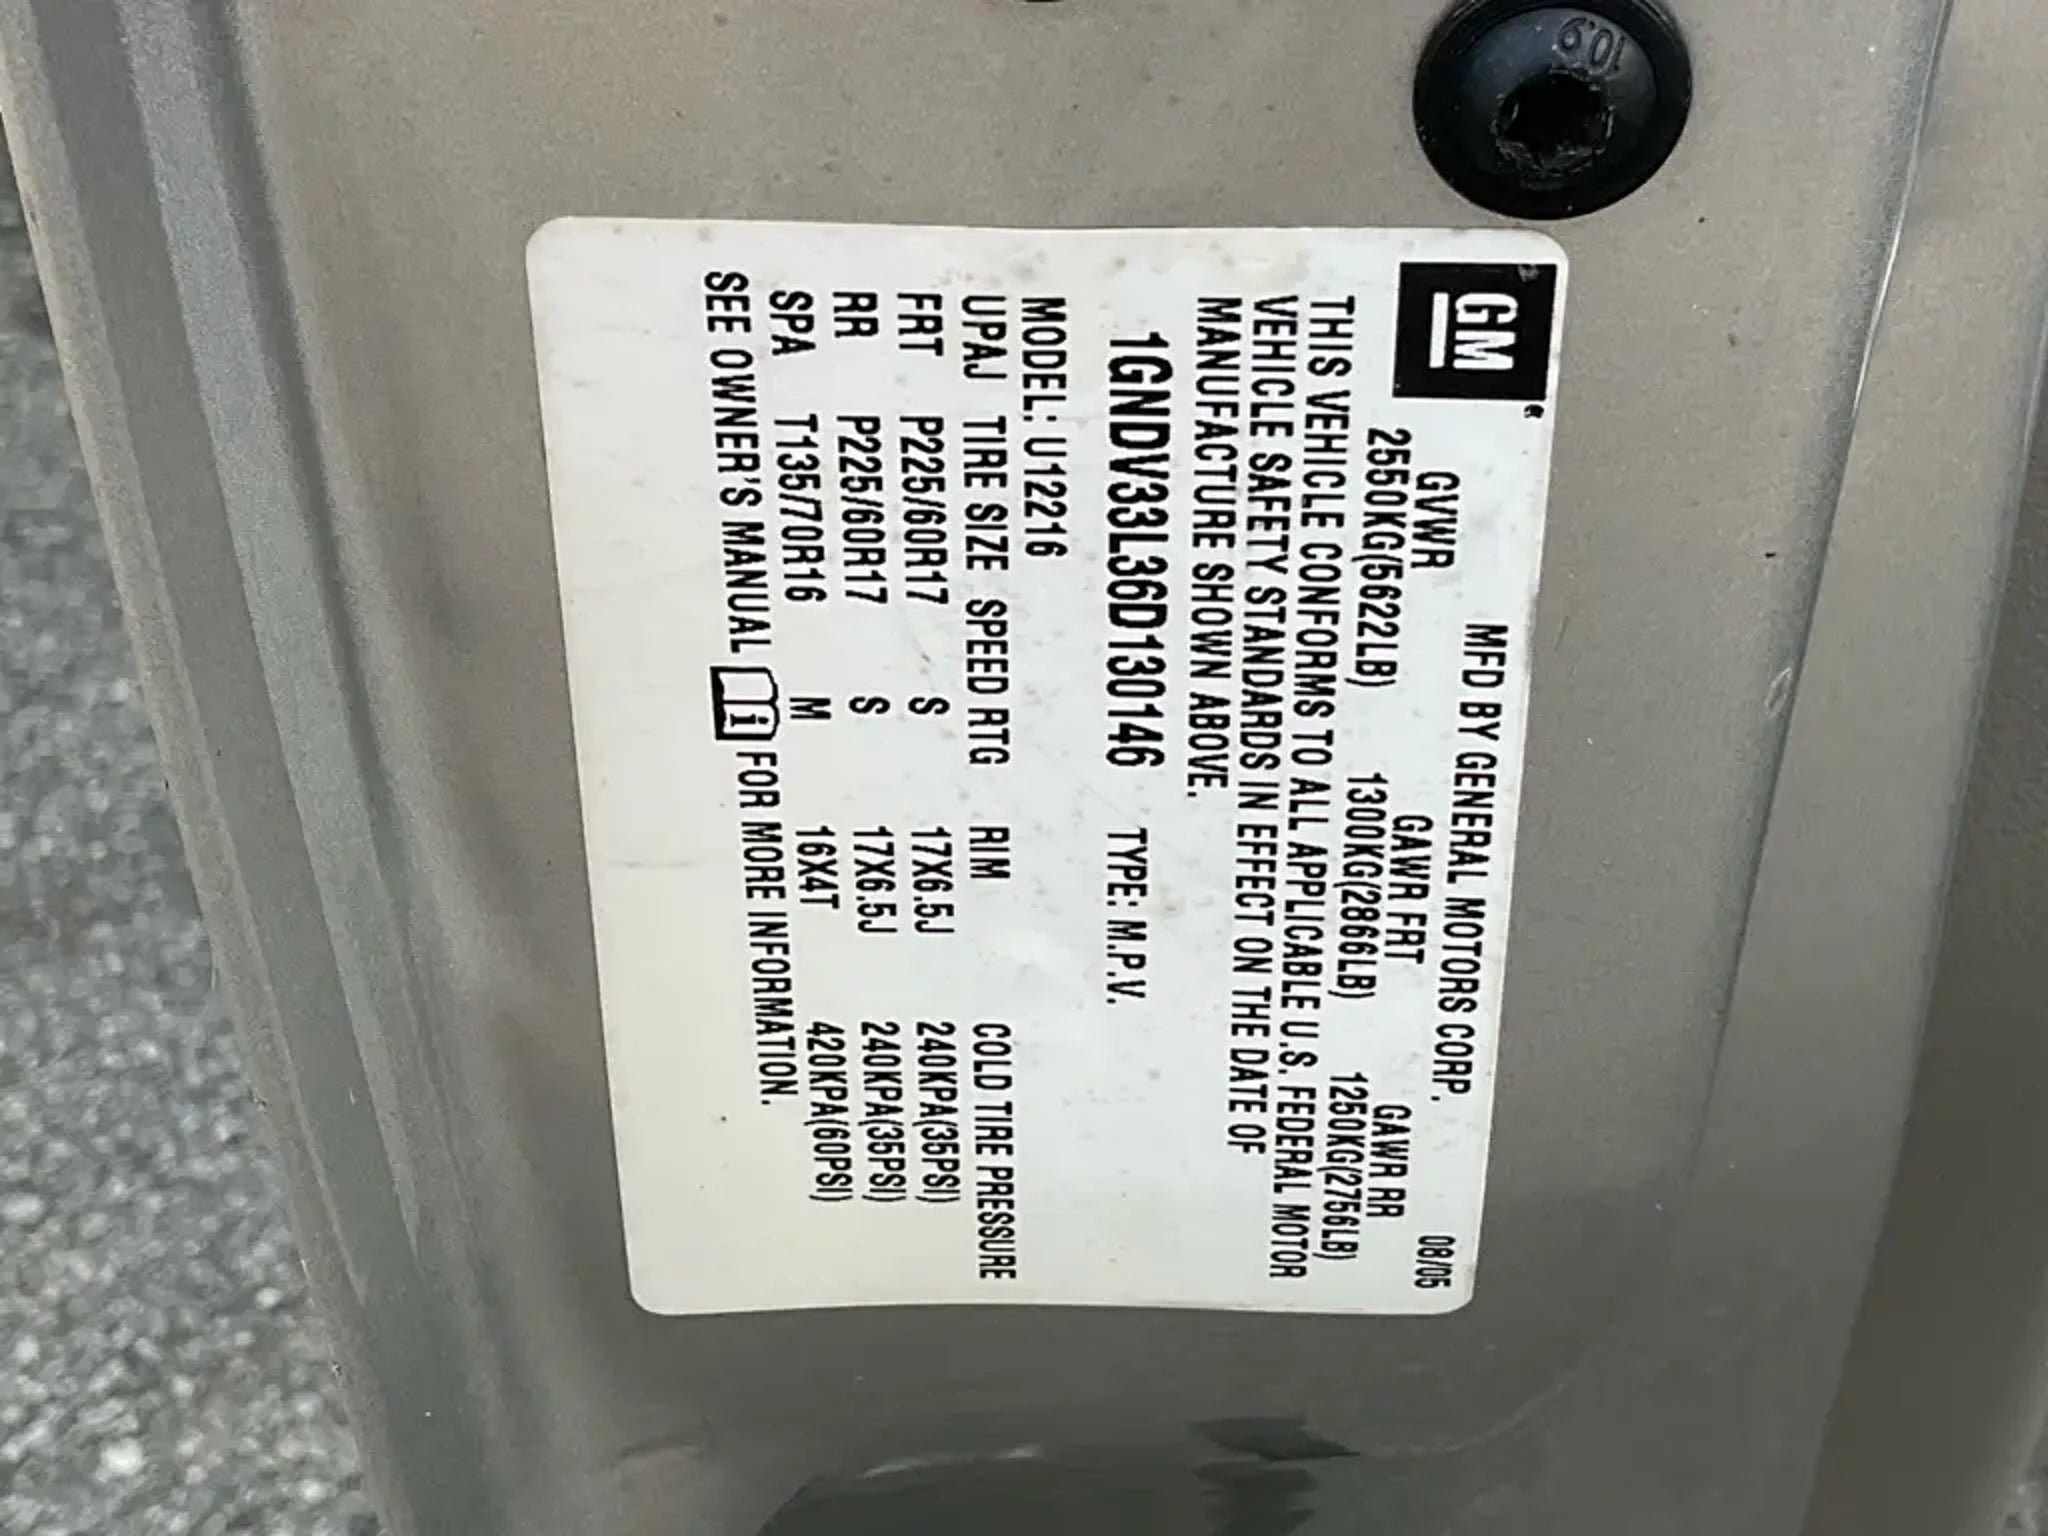 10.9
GM®
MFD BY GENERAL MOTORS CORP. 08/05
GVWR GAWR FRT GAWR RR
2550KG(5622LB) 1300KG(2866LB) 1250KG(2756LB)
THIS VEHICLE CONFORMS TO ALL APPLICABLE U.S. FEDERAL MOTOR
VEHICLE SAFETY STANDARDS IN EFFECT ON THE DATE OF
MANUFACTURE SHOWN ABOVE.
1GNDV33L36D130146 TYPE: M.P.V.
MODEL: U12216
UPAJ TIRE SIZE SPEED RTG RIM COLD TIRE PRESSURE
FRT P225/60R17 S 17X6.5J 240KPA(35PSI)
RR P225/60R17 S 17X6.5J 240KPA(35PSI)
SPA T135/70R16 M 16X4T 420KPA(60PSI)
SEE OWNER'S MANUAL i FOR MORE INFORMATION.